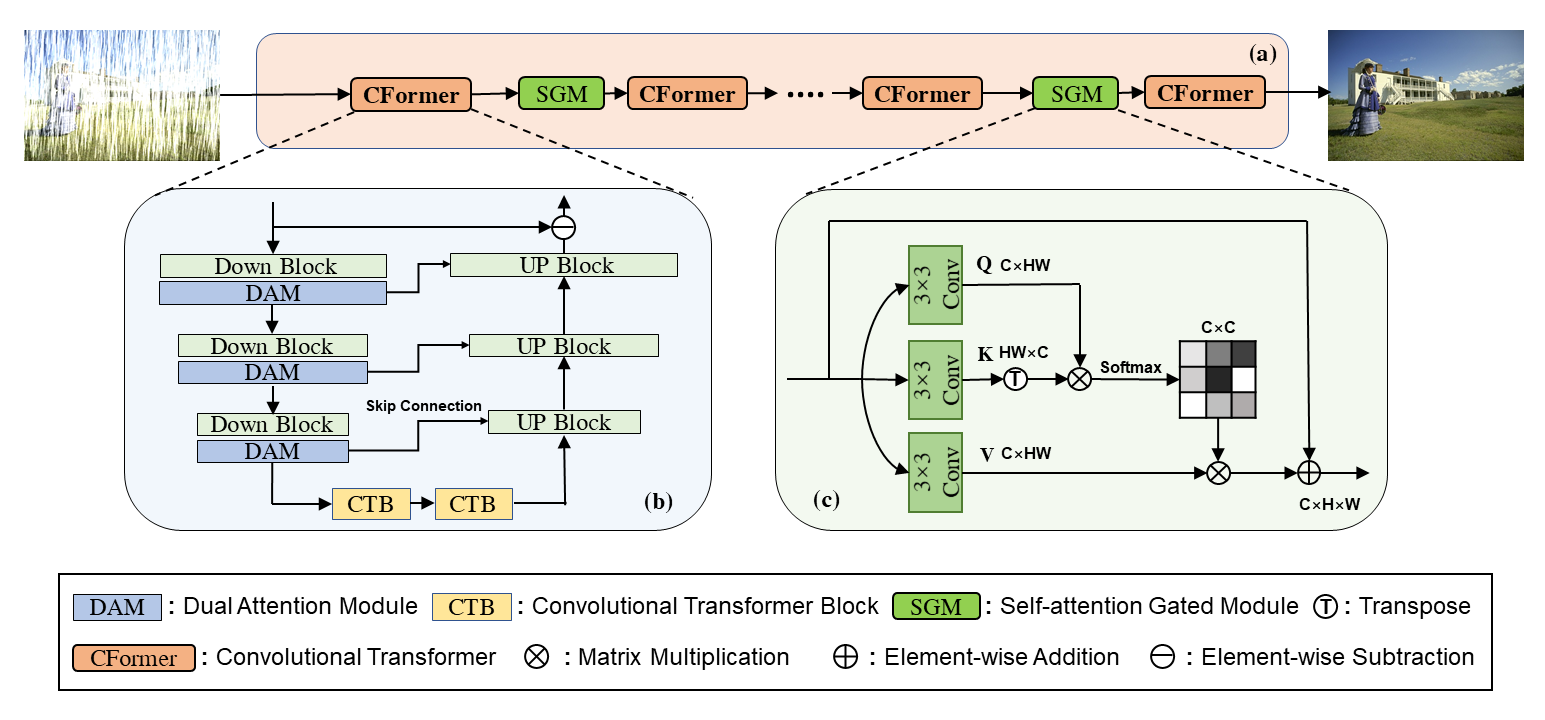 (a)
CFormer SGM CFormer CFormer SGM CFormer
Down Block UP Block
DAM
Down Block UP Block
DAM
Skip Connection
Down Block UP Block
DAM
CTB CTB
(b)
3×3 Conv
Q C×HW
3×3 Conv
K HW×C
T
Softmax
C×C
3×3 Conv
V C×HW
(c)
C×H×W
DAM : Dual Attention Module CTB : Convolutional Transformer Block SGM : Self-attention Gated Module T : Transpose
CFormer : Convolutional Transformer : Matrix Multiplication : Element-wise Addition : Element-wise Subtraction